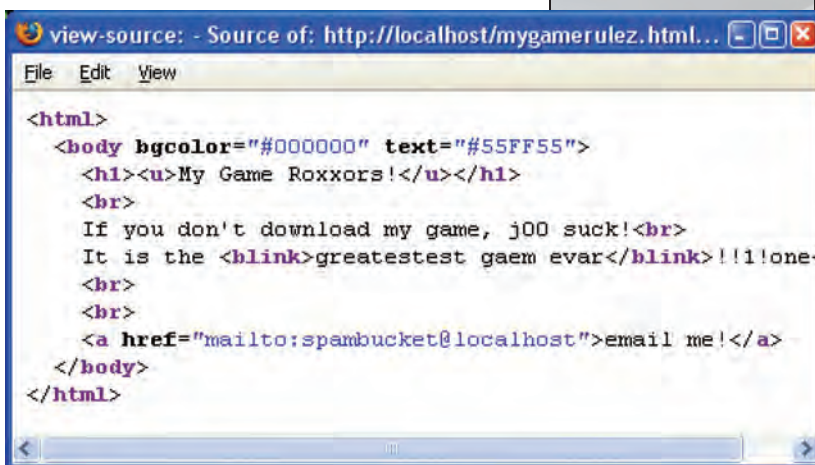 view-source: - Source of: http://localhost/mygamerulez.html...
File Edit View
<html>
<body bgcolor="#000000" text="#55FF55">
<h1><u>My Game Roxxors!</u></h1>
<br>
If you don't download my game, j00 suck!<br>
It is the <blink>greatestest gaem evar</blink>!!1!one<
<br>
<br>
<a href="mailto:spambucket@localhost">email me!</a>
</body>
</html>